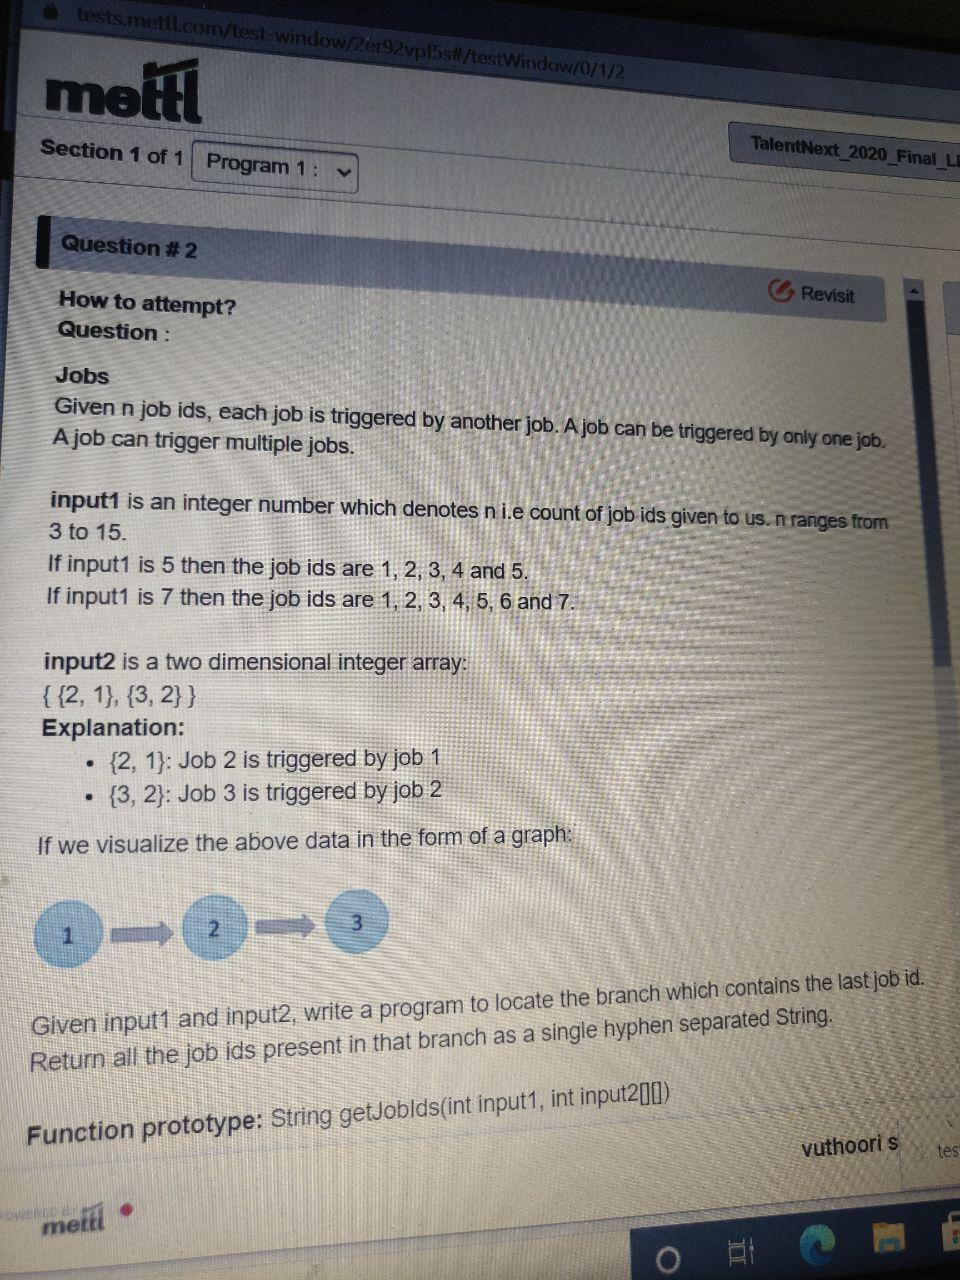 tests.mettl.com/test-window/2er92vpf5s#/testWindow/0/1/2
mettl
Section 1 of 1
Program 1 :
TalentNext_2020_Final_
Question # 2
Revisit
How to attempt?
Question :
Jobs
Given n job ids, each job is triggered by another job. A job can be triggered by only one job.
A job can trigger multiple jobs.
input1 is an integer number which denotes n i.e count of job ids given to us. n ranges from
3 to 15.
If input1 is 5 then the job ids are 1, 2, 3, 4 and 5.
If input1 is 7 then the job ids are 1, 2, 3, 4, 5, 6 and 7.
input2 is a two dimensional integer array:
{ {2, 1}, {3, 2} }
Explanation:
• {2, 1}: Job 2 is triggered by job 1
• {3, 2}: Job 3 is triggered by job 2
If we visualize the above data in the form of a graph:
1 2 3
Given input1 and input2, write a program to locate the branch which contains the last job id.
Return all the job ids present in that branch as a single hyphen separated String.
Function prototype: String getJobIds(int input1, int input2[][])
vuthoori s
tes
POWERED BY
mettl